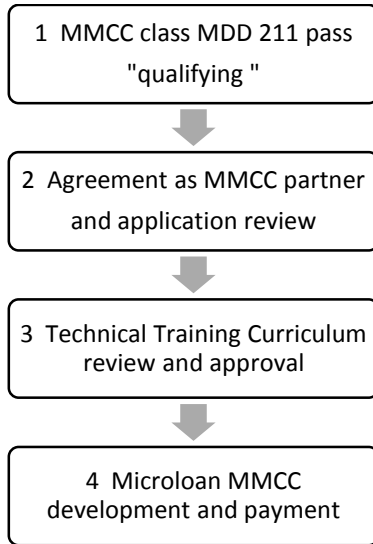 1 MMCC class MDD 211 pass
"qualifying "
2 Agreement as MMCC partner
and application review
3 Technical Training Curriculum
review and approval
4 Microloan MMCC
development and payment